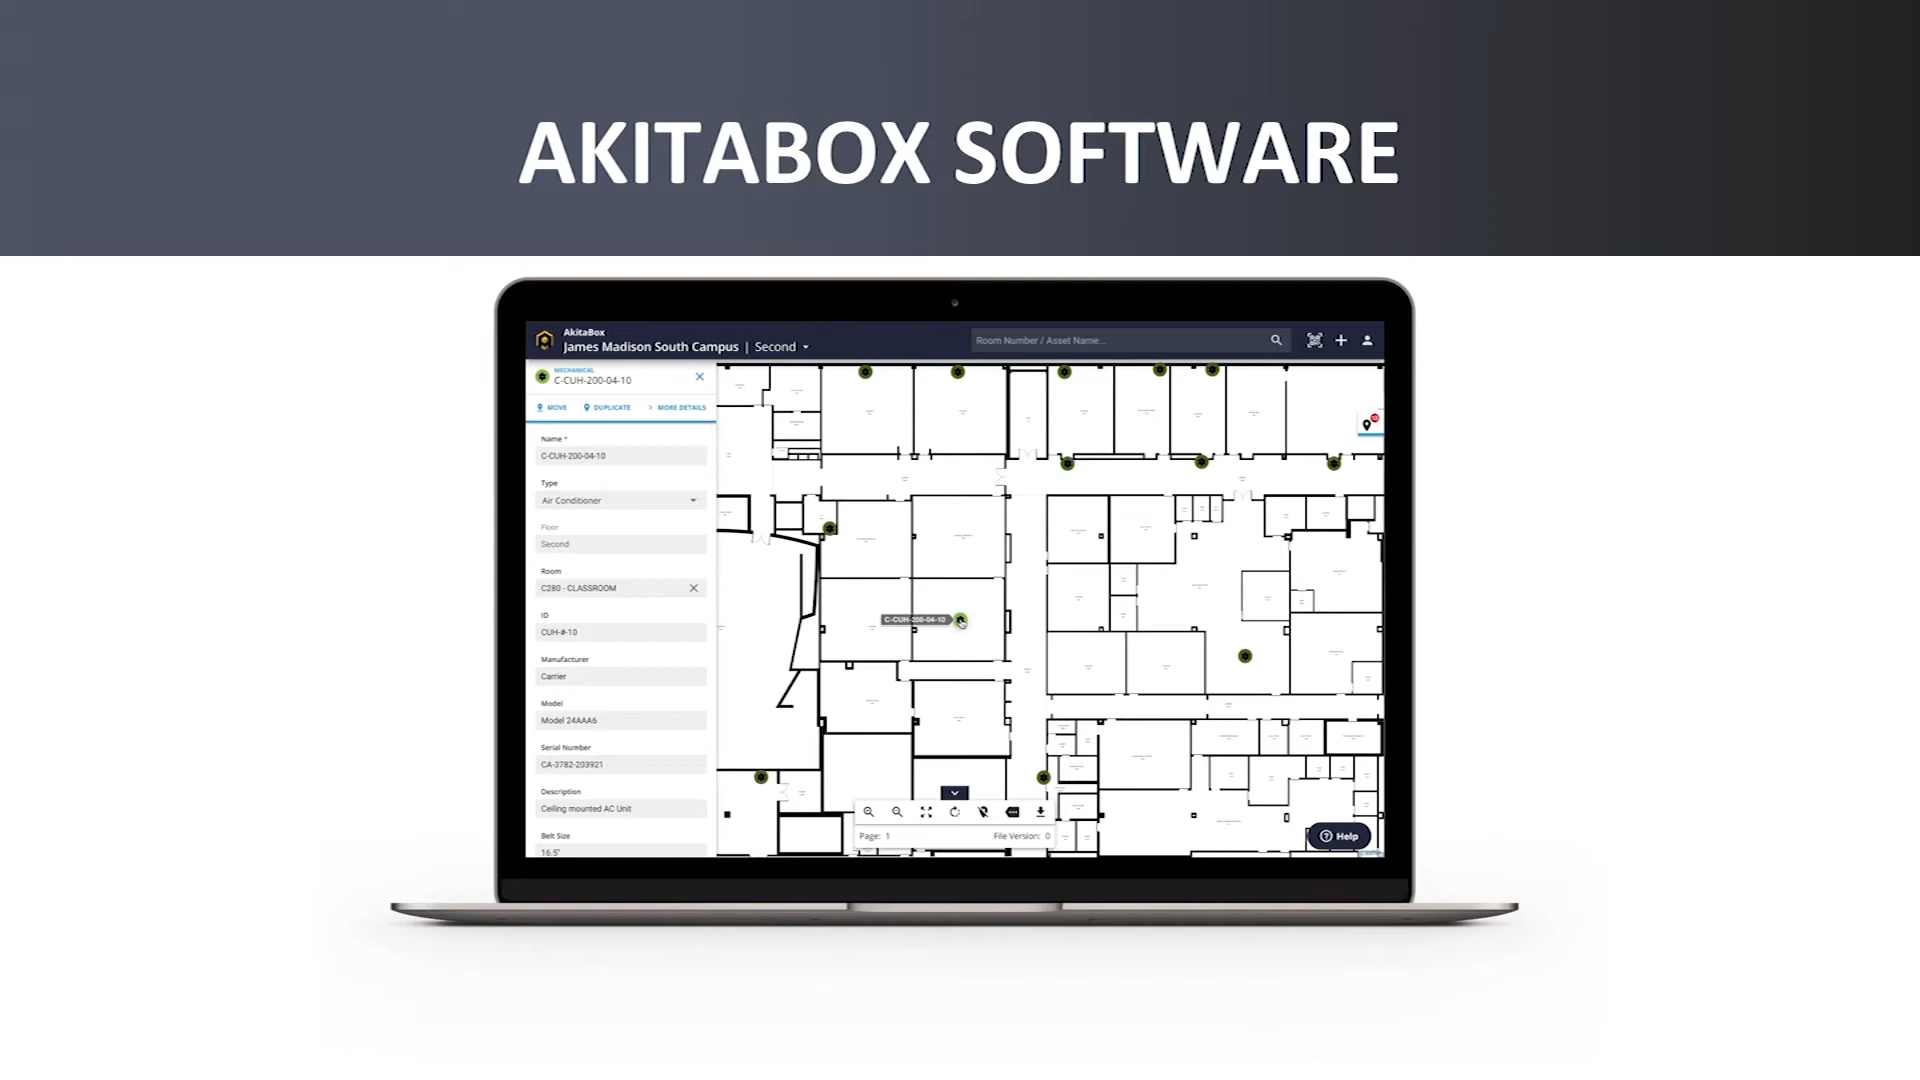 AKITABOX SOFTWARE
AkitaBox
James Madison South Campus | Second
Room Number / Asset Name...
MECHANICAL
C-CUH-200-04-10
MOVE
DUPLICATE
MORE DETAILS
Name *
C-CUH-200-04-10
Type
Air Conditioner
Floor
Second
Room
C280 - CLASSROOM
ID
CUH-#-10
Manufacturer
Carrier
Model
Model 24AAA6
Serial Number
CA-3782-203921
Description
Ceiling mounted AC Unit
Belt Size
16.5"
C-CUH-200-04-10
Page: 1
File Version: 0
Help